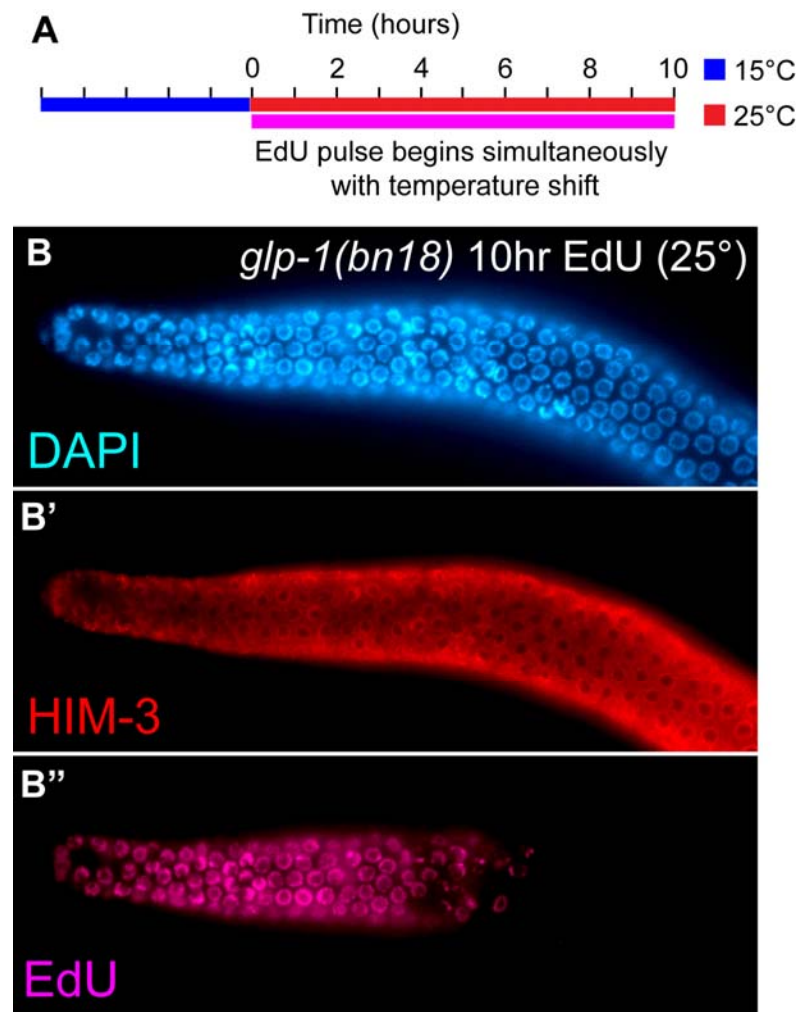 A
Time (hours)
0 2 4 6 8 10
15°C
25°C
EdU pulse begins simultaneously
with temperature shift
B
glp-1(bn18) 10hr EdU (25°)
DAPI
B'
HIM-3
B''
EdU